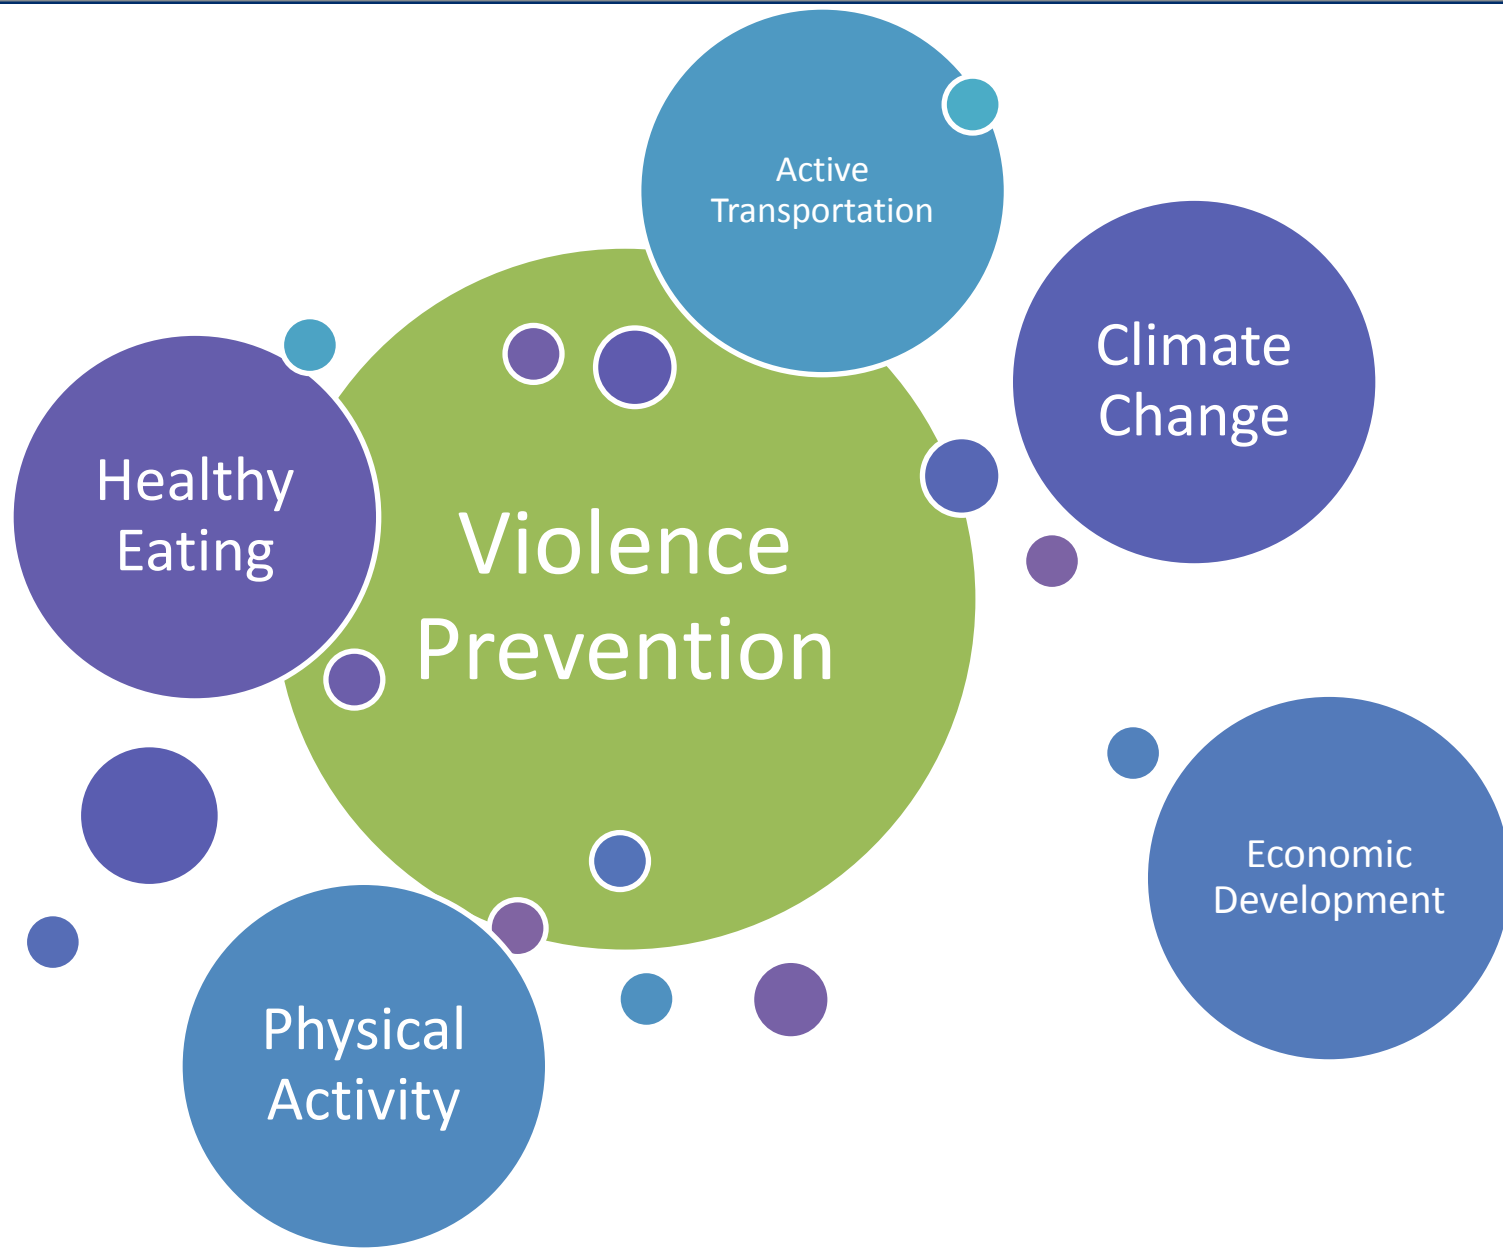 Active
Transportation
Climate
Change
Healthy
Eating
Violence
Prevention
Economic
Development
Physical
Activity